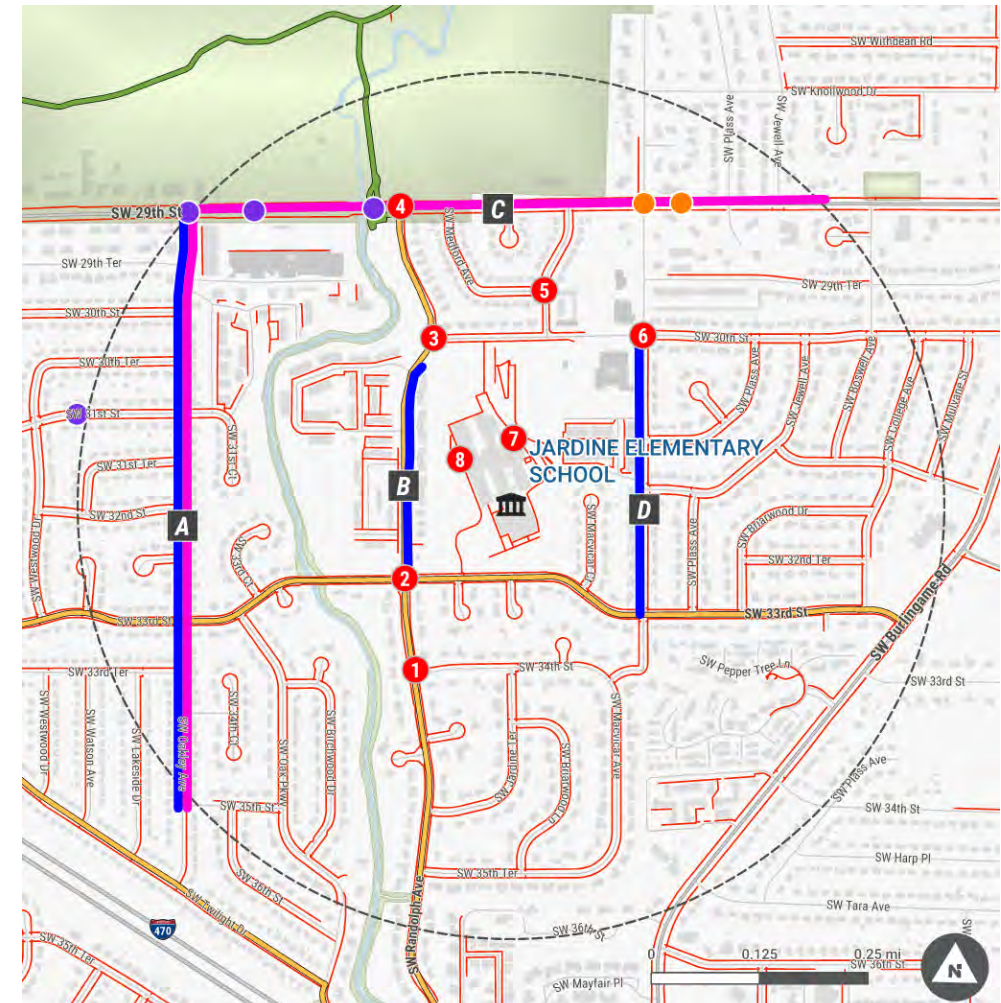 SW Withbean Rd
SW Knollwood Dr
SW Plass Ave
SW Jewell Ave
SW 29th St
4
C
SW Medford Ave
SW 29th Ter
5
SW 29th Ter
SW 30th St
3
6
SW 30th St
SW 30th Ter
SW Plass Ave
SW Jewell Ave
SW Boswell Ave
SW College Ave
SW Mulvane St
SW 31st St
SW 31st Ct
7
JARDINE ELEMENTARY
SCHOOL
8
SW 31st Ter
B
A
D
SW 32nd St
SW Westwood Dr
SW 33rd Ct
SW Macvicar Ct
SW Plass Ave
SW Briarwood Dr
SW 32nd Ter
2
SW 33rd St
SW 33rd St
SW Burlingame Rd
1
SW 34th St
SW Pepper Tree Ln
SW 33rd St
SW 33rd Ter
SW Westwood Dr
SW Watson Ave
SW Lakeside Dr
SW Oakley Ave
SW 34th Ct
SW Oak Pkwy
SW Birchwood Dr
SW Macvicar Ave
SW Briarwood Ln
SW Plass Ave
SW 35th St
SW 34th St
SW 35th Ter
SW Harp Pl
SW 36th St
SW Twilight Dr
SW Randolph Ave
SW Tara Ave
470
SW 36th St
SW
0
0.125
0.25 mi
SW 35th Ter
SW 36th St
SW Mayfair Pl
N